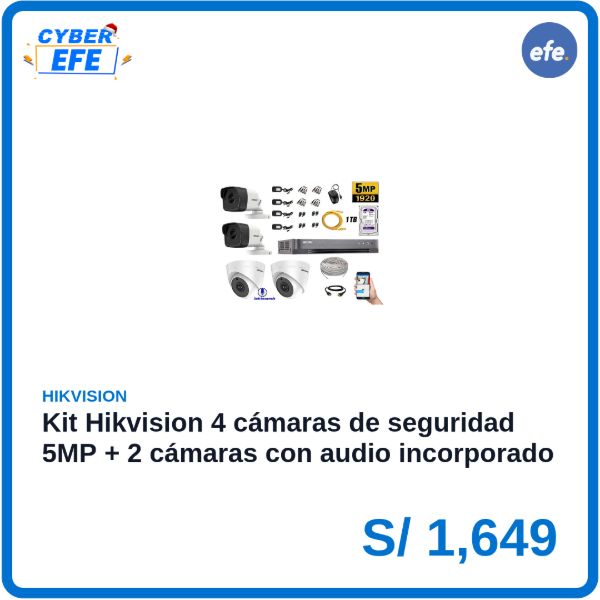 CYBER
EFE
efe.
5MP
1920
1TB
HIKVISION
Kit Hikvision 4 cámaras de seguridad
5MP + 2 cámaras con audio incorporado
S/ 1,649